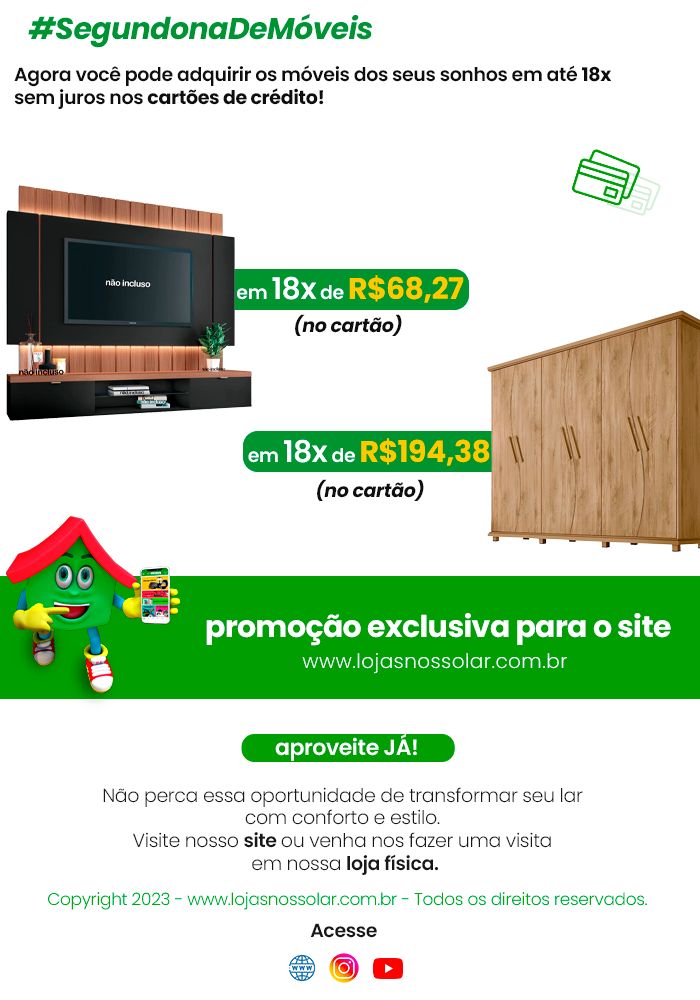 #SegundonaDeMóveis
Agora você pode adquirir os móveis dos seus sonhos em até 18x
sem juros nos cartões de crédito!
não incluso
em 18x de R$68,27
(no cartão)
não incluso
não incluso
em 18x de R$194,38
(no cartão)
promoção exclusiva para o site
www.lojasnossolar.com.br
aproveite JÁ!
Não perca essa oportunidade de transformar seu lar
com conforto e estilo.
Visite nosso site ou venha nos fazer uma visita
em nossa loja física.
Copyright 2023 - www.lojasnossolar.com.br - Todos os direitos reservados.
Acesse
www